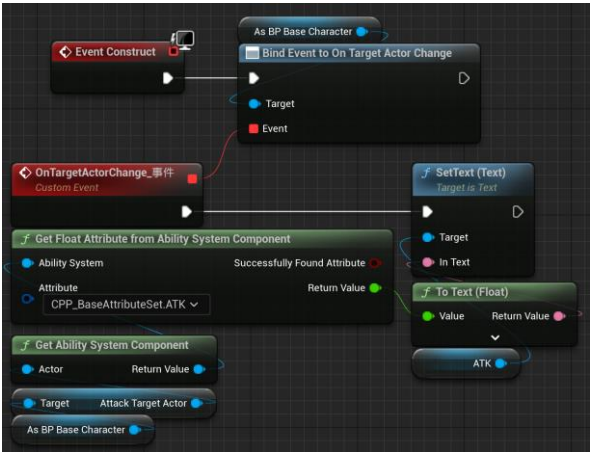 As BP Base Character
Event Construct
Bind Event to On Target Actor Change
Target
Event
OnTargetActorChange_事件
Custom Event
SetText (Text)
Target is Text
Target
In Text
Get Float Attribute from Ability System Component
Ability System
Successfully Found Attribute
Attribute
Return Value
CPP_BaseAttributeSet.ATK
To Text (Float)
Value
Return Value
Get Ability System Component
Actor
Return Value
ATK
Target
Attack Target Actor
As BP Base Character